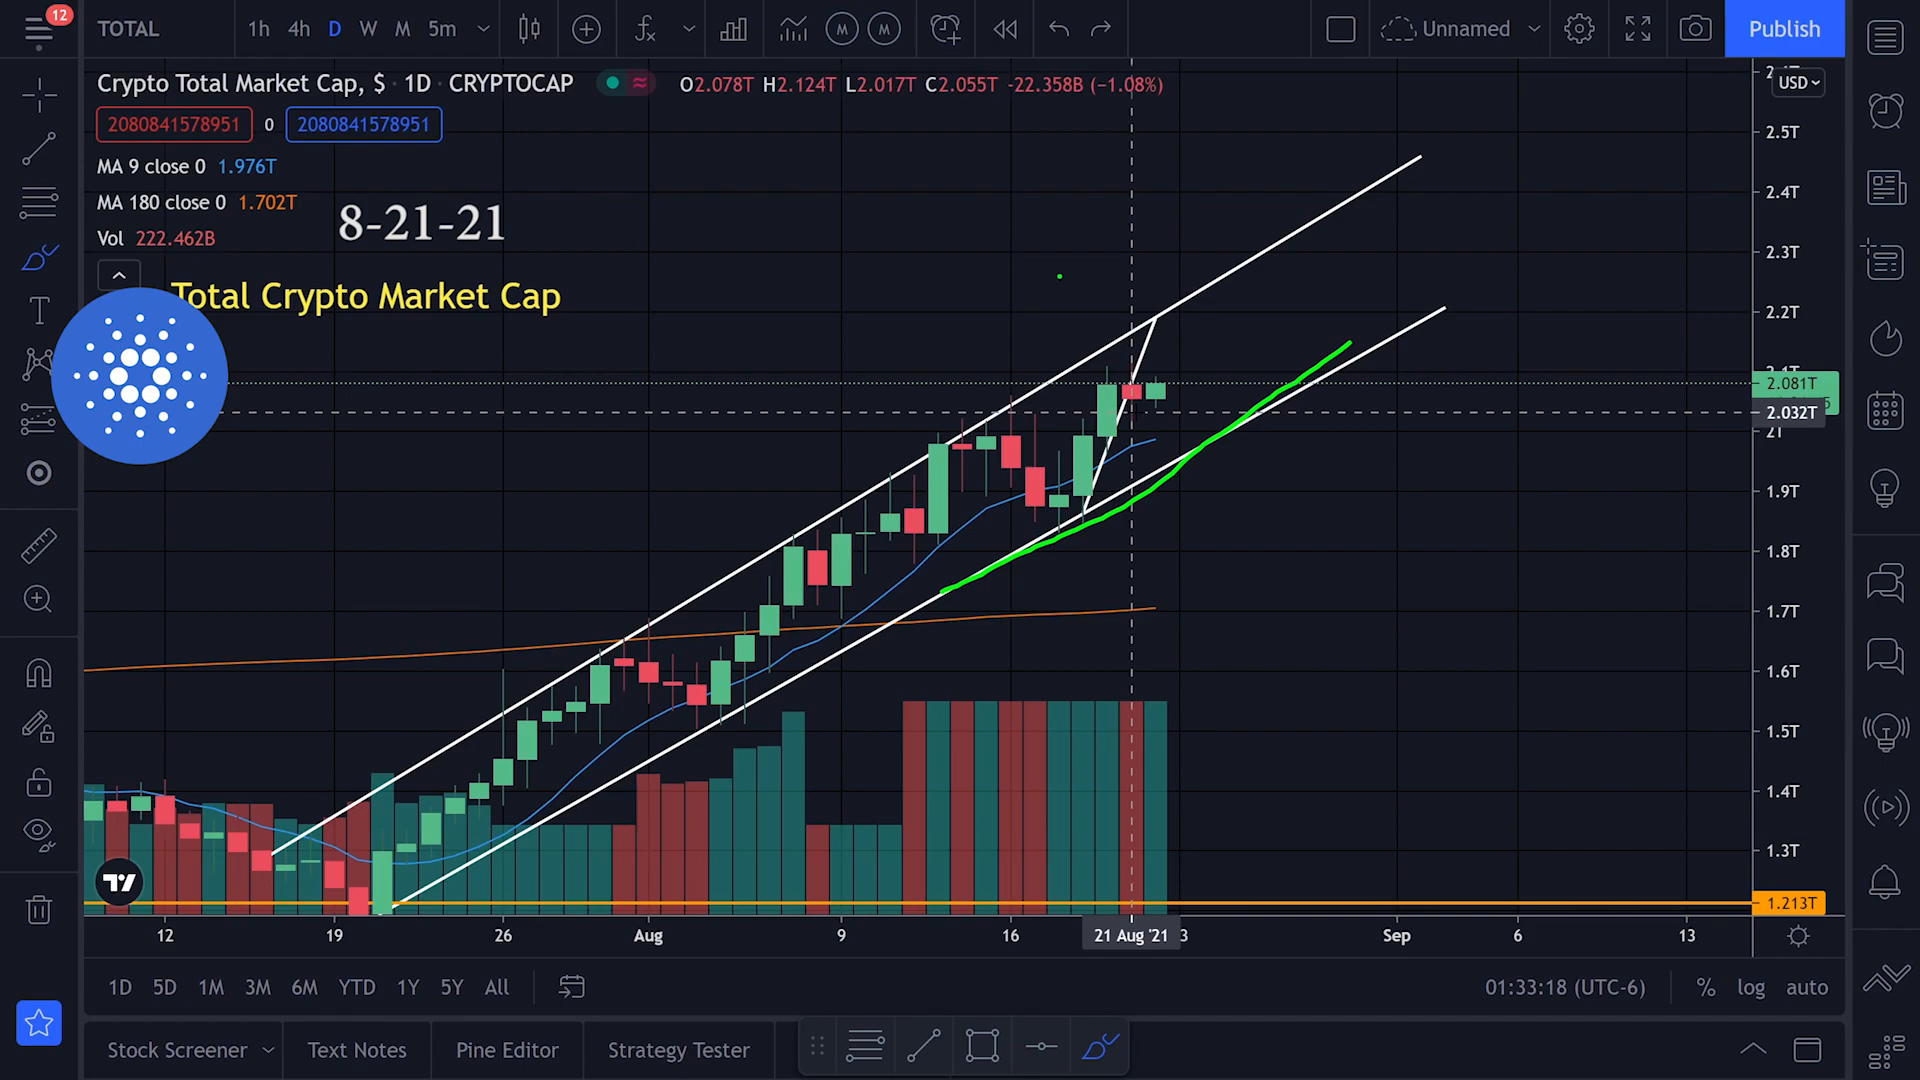 12
TOTAL 1h 4h D W M 5m Unnamed Publish
Crypto Total Market Cap, $ · 1D · CRYPTOCAP O2.078T H2.124T L2.017T C2.055T -22.358B (−1.08%)
USD
2080841578951 0 2080841578951
MA 9 close 0 1.976T
MA 180 close 0 1.702T
Vol 222.462B
8-21-21
Total Crypto Market Cap
2.5T
2.4T
2.3T
2.2T
2.081T
2.032T
1.9T
1.8T
1.7T
1.6T
1.5T
1.4T
1.3T
1.213T
12 19 26 Aug 9 16 21 Aug '21 Sep 6 13
1D 5D 1M 3M 6M YTD 1Y 5Y All 01:33:18 (UTC-6) % log auto
Stock Screener Text Notes Pine Editor Strategy Tester